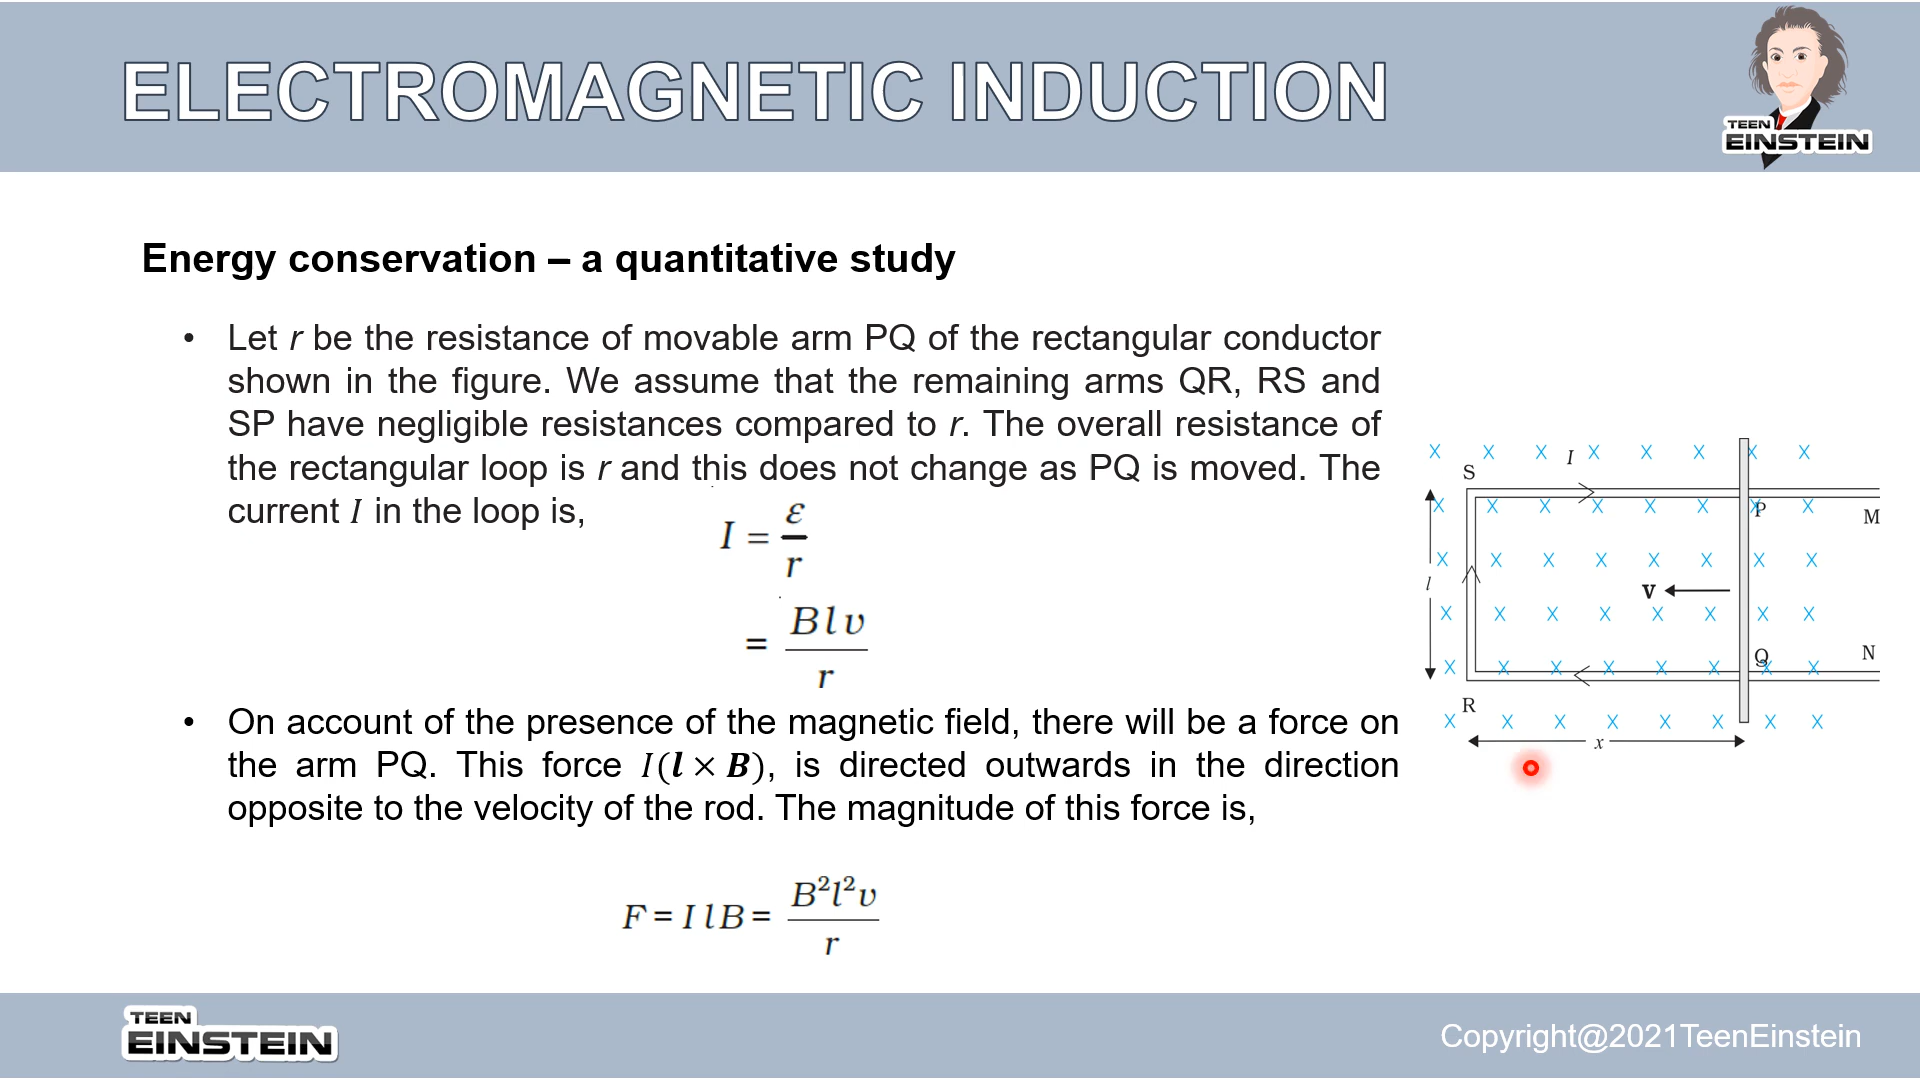 ELECTROMAGNETIC INDUCTION
TEEN
EINSTEIN
Energy conservation – a quantitative study
• Let r be the resistance of movable arm PQ of the rectangular conductor
shown in the figure. We assume that the remaining arms QR, RS and
SP have negligible resistances compared to r. The overall resistance of
the rectangular loop is r and this does not change as PQ is moved. The
current I in the loop is,
I = ε/r
= B l v/r
• On account of the presence of the magnetic field, there will be a force on
the arm PQ. This force I(l × B), is directed outwards in the direction
opposite to the velocity of the rod. The magnitude of this force is,
F = I l B = B²l²v/r
X X X I X X X X X
S
X X X X X X X P X M
X X X X X X X X
l
v
X X X X X X X X
Q N
X X X X X X X X
R
X X X X X X X X
x
TEEN
EINSTEIN
Copyright@2021TeenEinstein